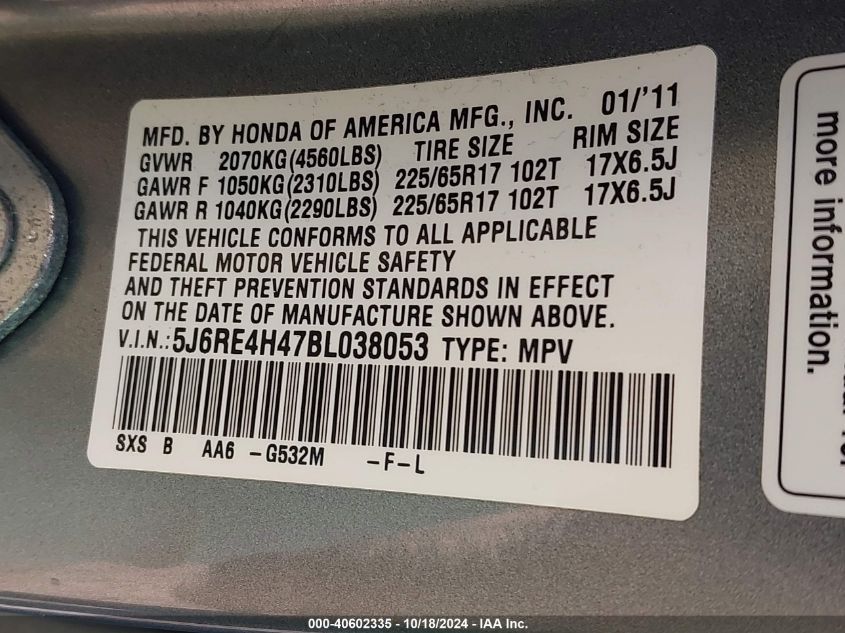 MFD. BY HONDA OF AMERICA MFG., INC. 01/'11
GVWR 2070KG(4560LBS) TIRE SIZE RIM SIZE
GAWR F 1050KG(2310LBS) 225/65R17 102T 17X6.5J
GAWR R 1040KG(2290LBS) 225/65R17 102T 17X6.5J
THIS VEHICLE CONFORMS TO ALL APPLICABLE
FEDERAL MOTOR VEHICLE SAFETY
AND THEFT PREVENTION STANDARDS IN EFFECT
ON THE DATE OF MANUFACTURE SHOWN ABOVE.
V.I.N.: 5J6RE4H47BL038053 TYPE: MPV
SXS B AA6 -G532M -F-L
more information.
000-40602335 - 10/18/2024 - IAA Inc.